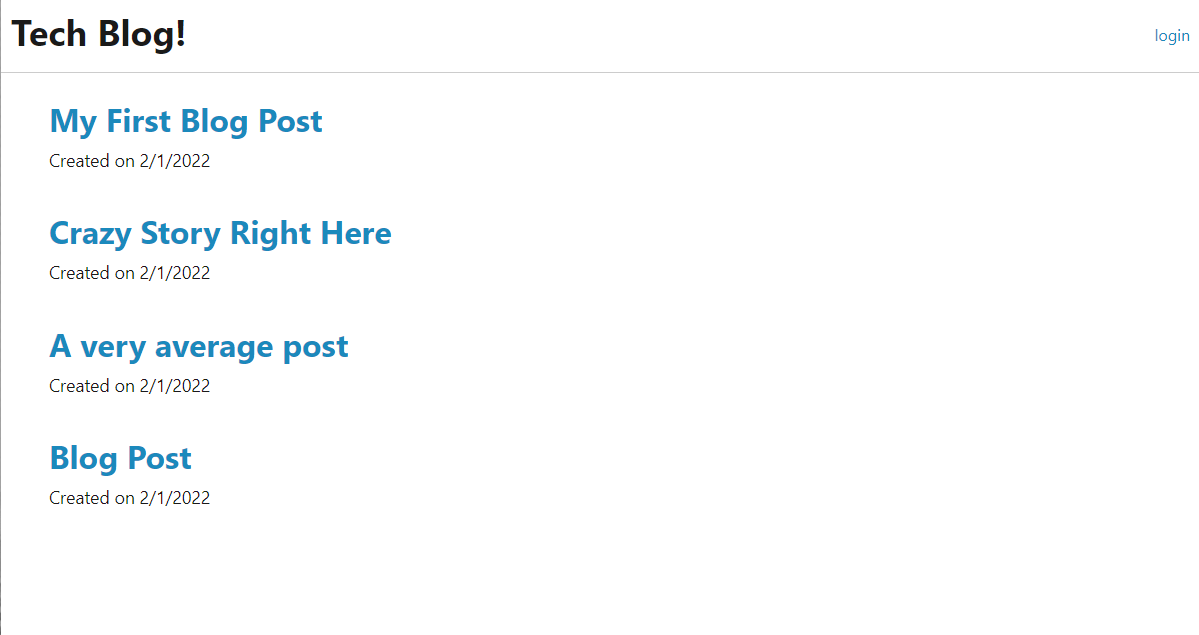 Tech Blog!
login
My First Blog Post
Created on 2/1/2022
Crazy Story Right Here
Created on 2/1/2022
A very average post
Created on 2/1/2022
Blog Post
Created on 2/1/2022